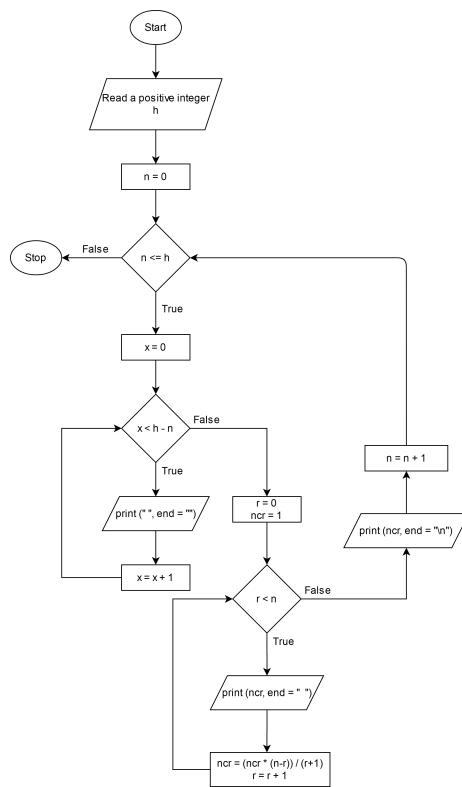 Start
Read a positive integer
h
n = 0
n <= h
False
Stop
True
x = 0
x < h - n
False
True
print (" ", end = "")
x = x + 1
r = 0
ncr = 1
r < n
False
True
print (ncr, end = "  ")
ncr = (ncr * (n-r)) / (r+1)
r = r + 1
print (ncr, end = "\n")
n = n + 1